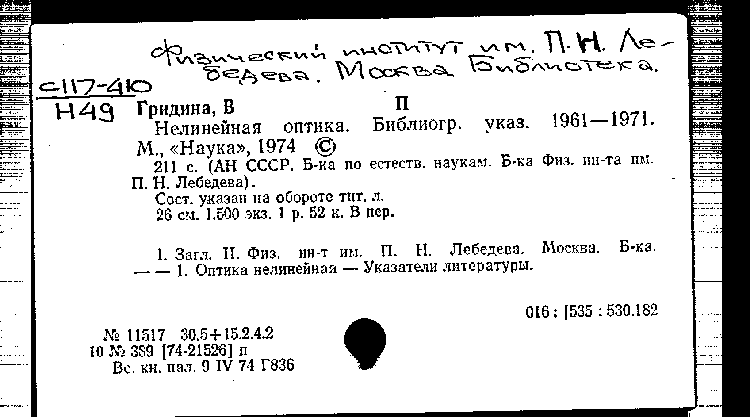 Физический институт им. П. Н. Ле-
бедева. Москва Библиотека.
с117-410
Н49 Гридина, В П
Нелинейная оптика. Библиогр. указ. 1961—1971.
М., «Наука», 1974 ©
211 с. (АН СССР. Б-ка по естеств. наукам. Б-ка Физ. ин-та им.
П. Н. Лебедева).
Сост. указан на обороте тит. л.
26 см. 1.500 экз. 1 р. 52 к. В пер.
1. Загл. II. Физ. ин-т им. П. Н. Лебедева. Москва. Б-ка.
— — 1. Оптика нелинейная — Указатели литературы.
016 : [535 : 530.182
№ 11517 30.5+15.2.4.2
10 № 389 [74-21526] п
Вс. кн. пал. 9 IV 74 Г836